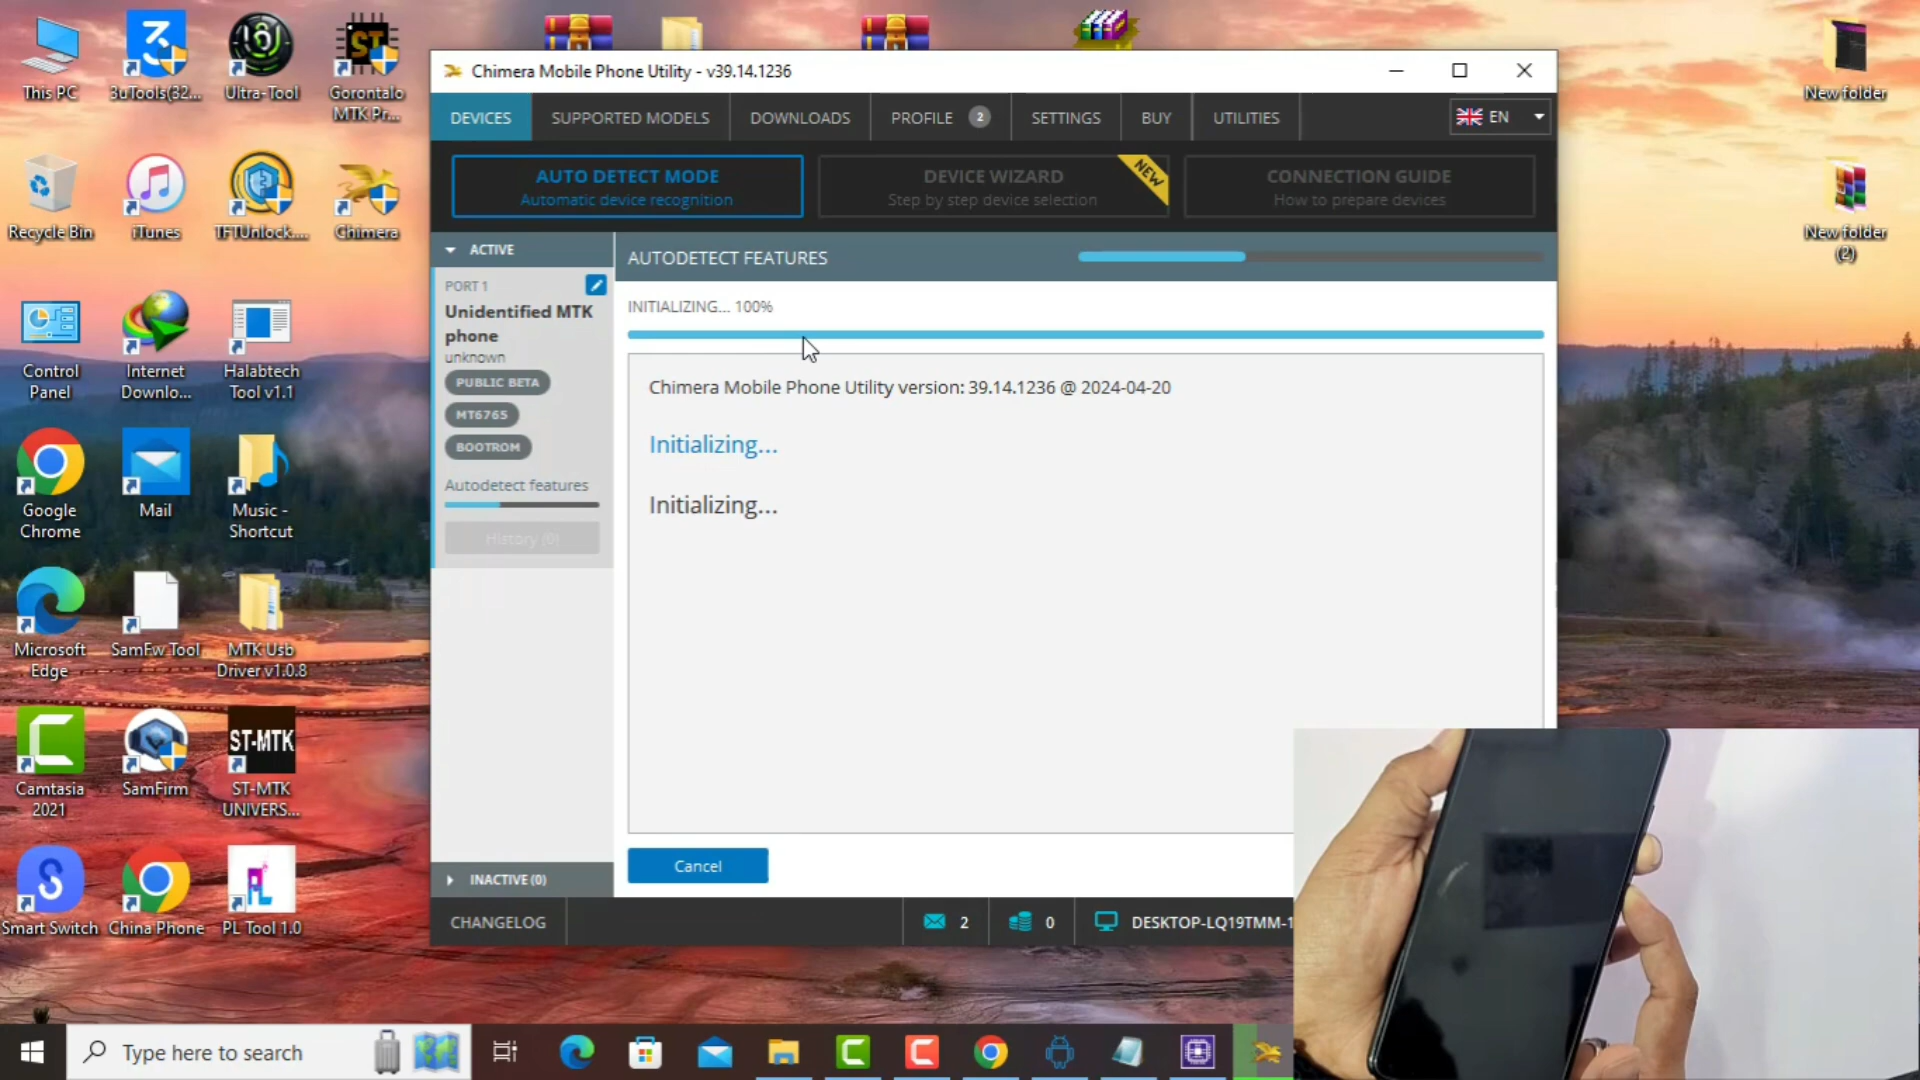 This PC
3uTools(32...
Ultra-Tool
Gorontalo
MTK Pr...
Recycle Bin
iTunes
TFTUnlock....
Chimera
Control
Panel
Internet
Downlo...
Halabtech
Tool v1.1
Google
Chrome
Mail
Music -
Shortcut
Microsoft
Edge
SamFw Tool
MTK Usb
Driver v1.0.8
ST-MTK
Camtasia
2021
SamFirm
ST-MTK
UNIVERS...
Smart Switch
China Phone
PL Tool 1.0
New folder
New folder
(2)
Chimera Mobile Phone Utility - v39.14.1236
DEVICES
SUPPORTED MODELS
DOWNLOADS
PROFILE 2
SETTINGS
BUY
UTILITIES
EN
AUTO DETECT MODE
Automatic device recognition
DEVICE WIZARD
Step by step device selection
NEW
CONNECTION GUIDE
How to prepare devices
ACTIVE
PORT 1
Unidentified MTK
phone
unknown
PUBLIC BETA
MT6765
BOOTROM
Autodetect features
History (0)
INACTIVE (0)
AUTODETECT FEATURES
INITIALIZING... 100%
Chimera Mobile Phone Utility version: 39.14.1236 @ 2024-04-20
Initializing...
Initializing...
Cancel
CHANGELOG
2
0
DESKTOP-LQ19TMM-1
Type here to search